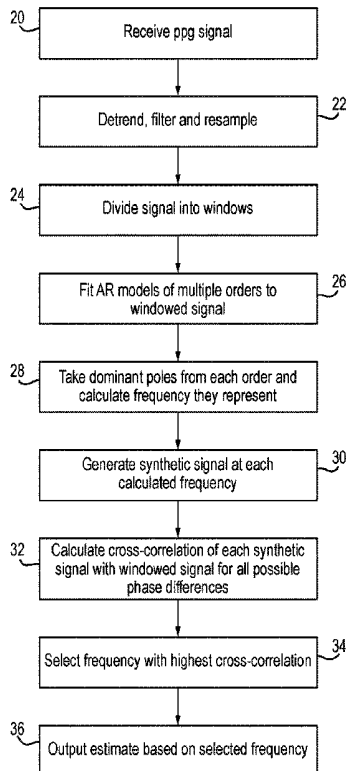 20
Receive ppg signal
22
Detrend, filter and resample
24
Divide signal into windows
26
Fit AR models of multiple orders to
windowed signal
28
Take dominant poles from each order and
calculate frequency they represent
30
Generate synthetic signal at each
calculated frequency
32
Calculate cross-correlation of each synthetic
signal with windowed signal for all possible
phase differences
34
Select frequency with highest cross-correlation
36
Output estimate based on selected frequency